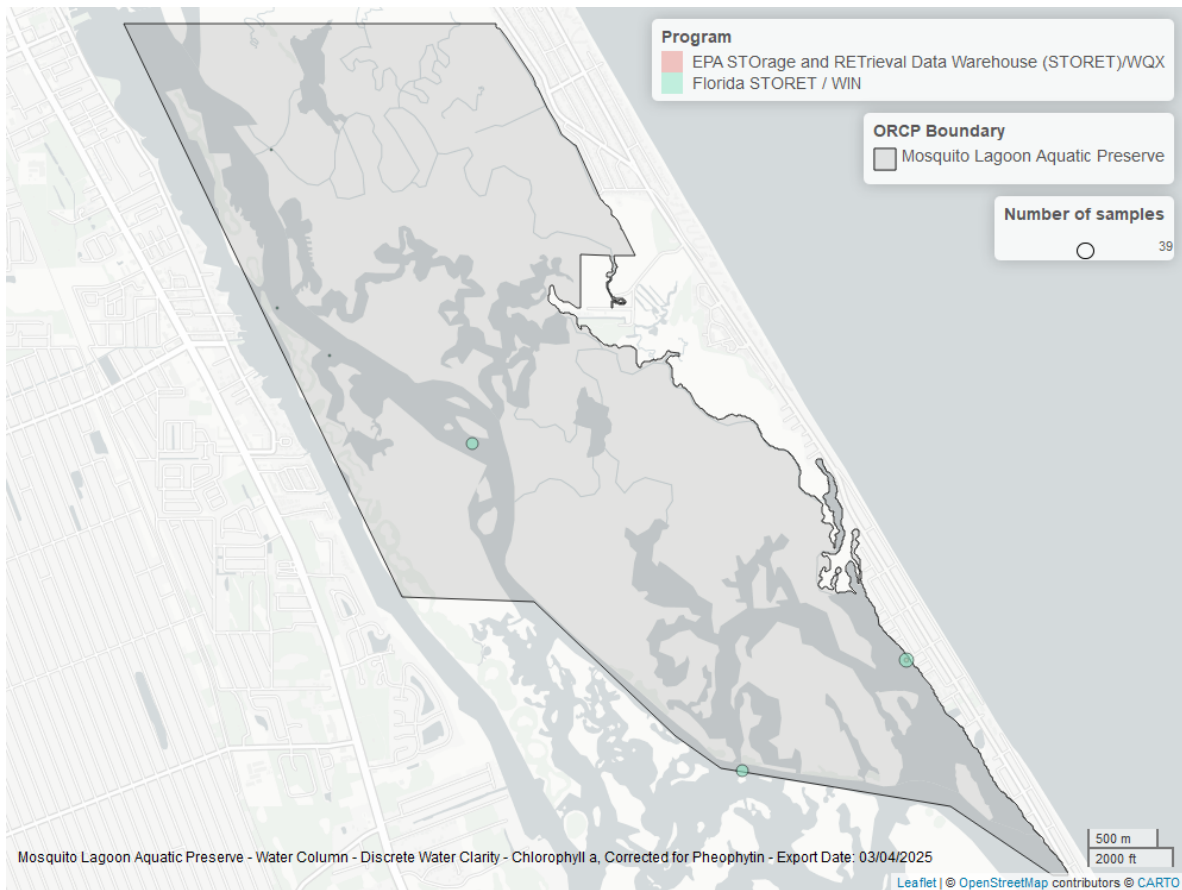 Program
EPA STOrage and RETrieval Data Warehouse (STORET)/WQX
Florida STORET / WIN
ORCP Boundary
Mosquito Lagoon Aquatic Preserve
Number of samples
39
500 m
2000 ft
Mosquito Lagoon Aquatic Preserve - Water Column - Discrete Water Clarity - Chlorophyll a, Corrected for Pheophytin - Export Date: 03/04/2025
Leaflet | © OpenStreetMap contributors © CARTO